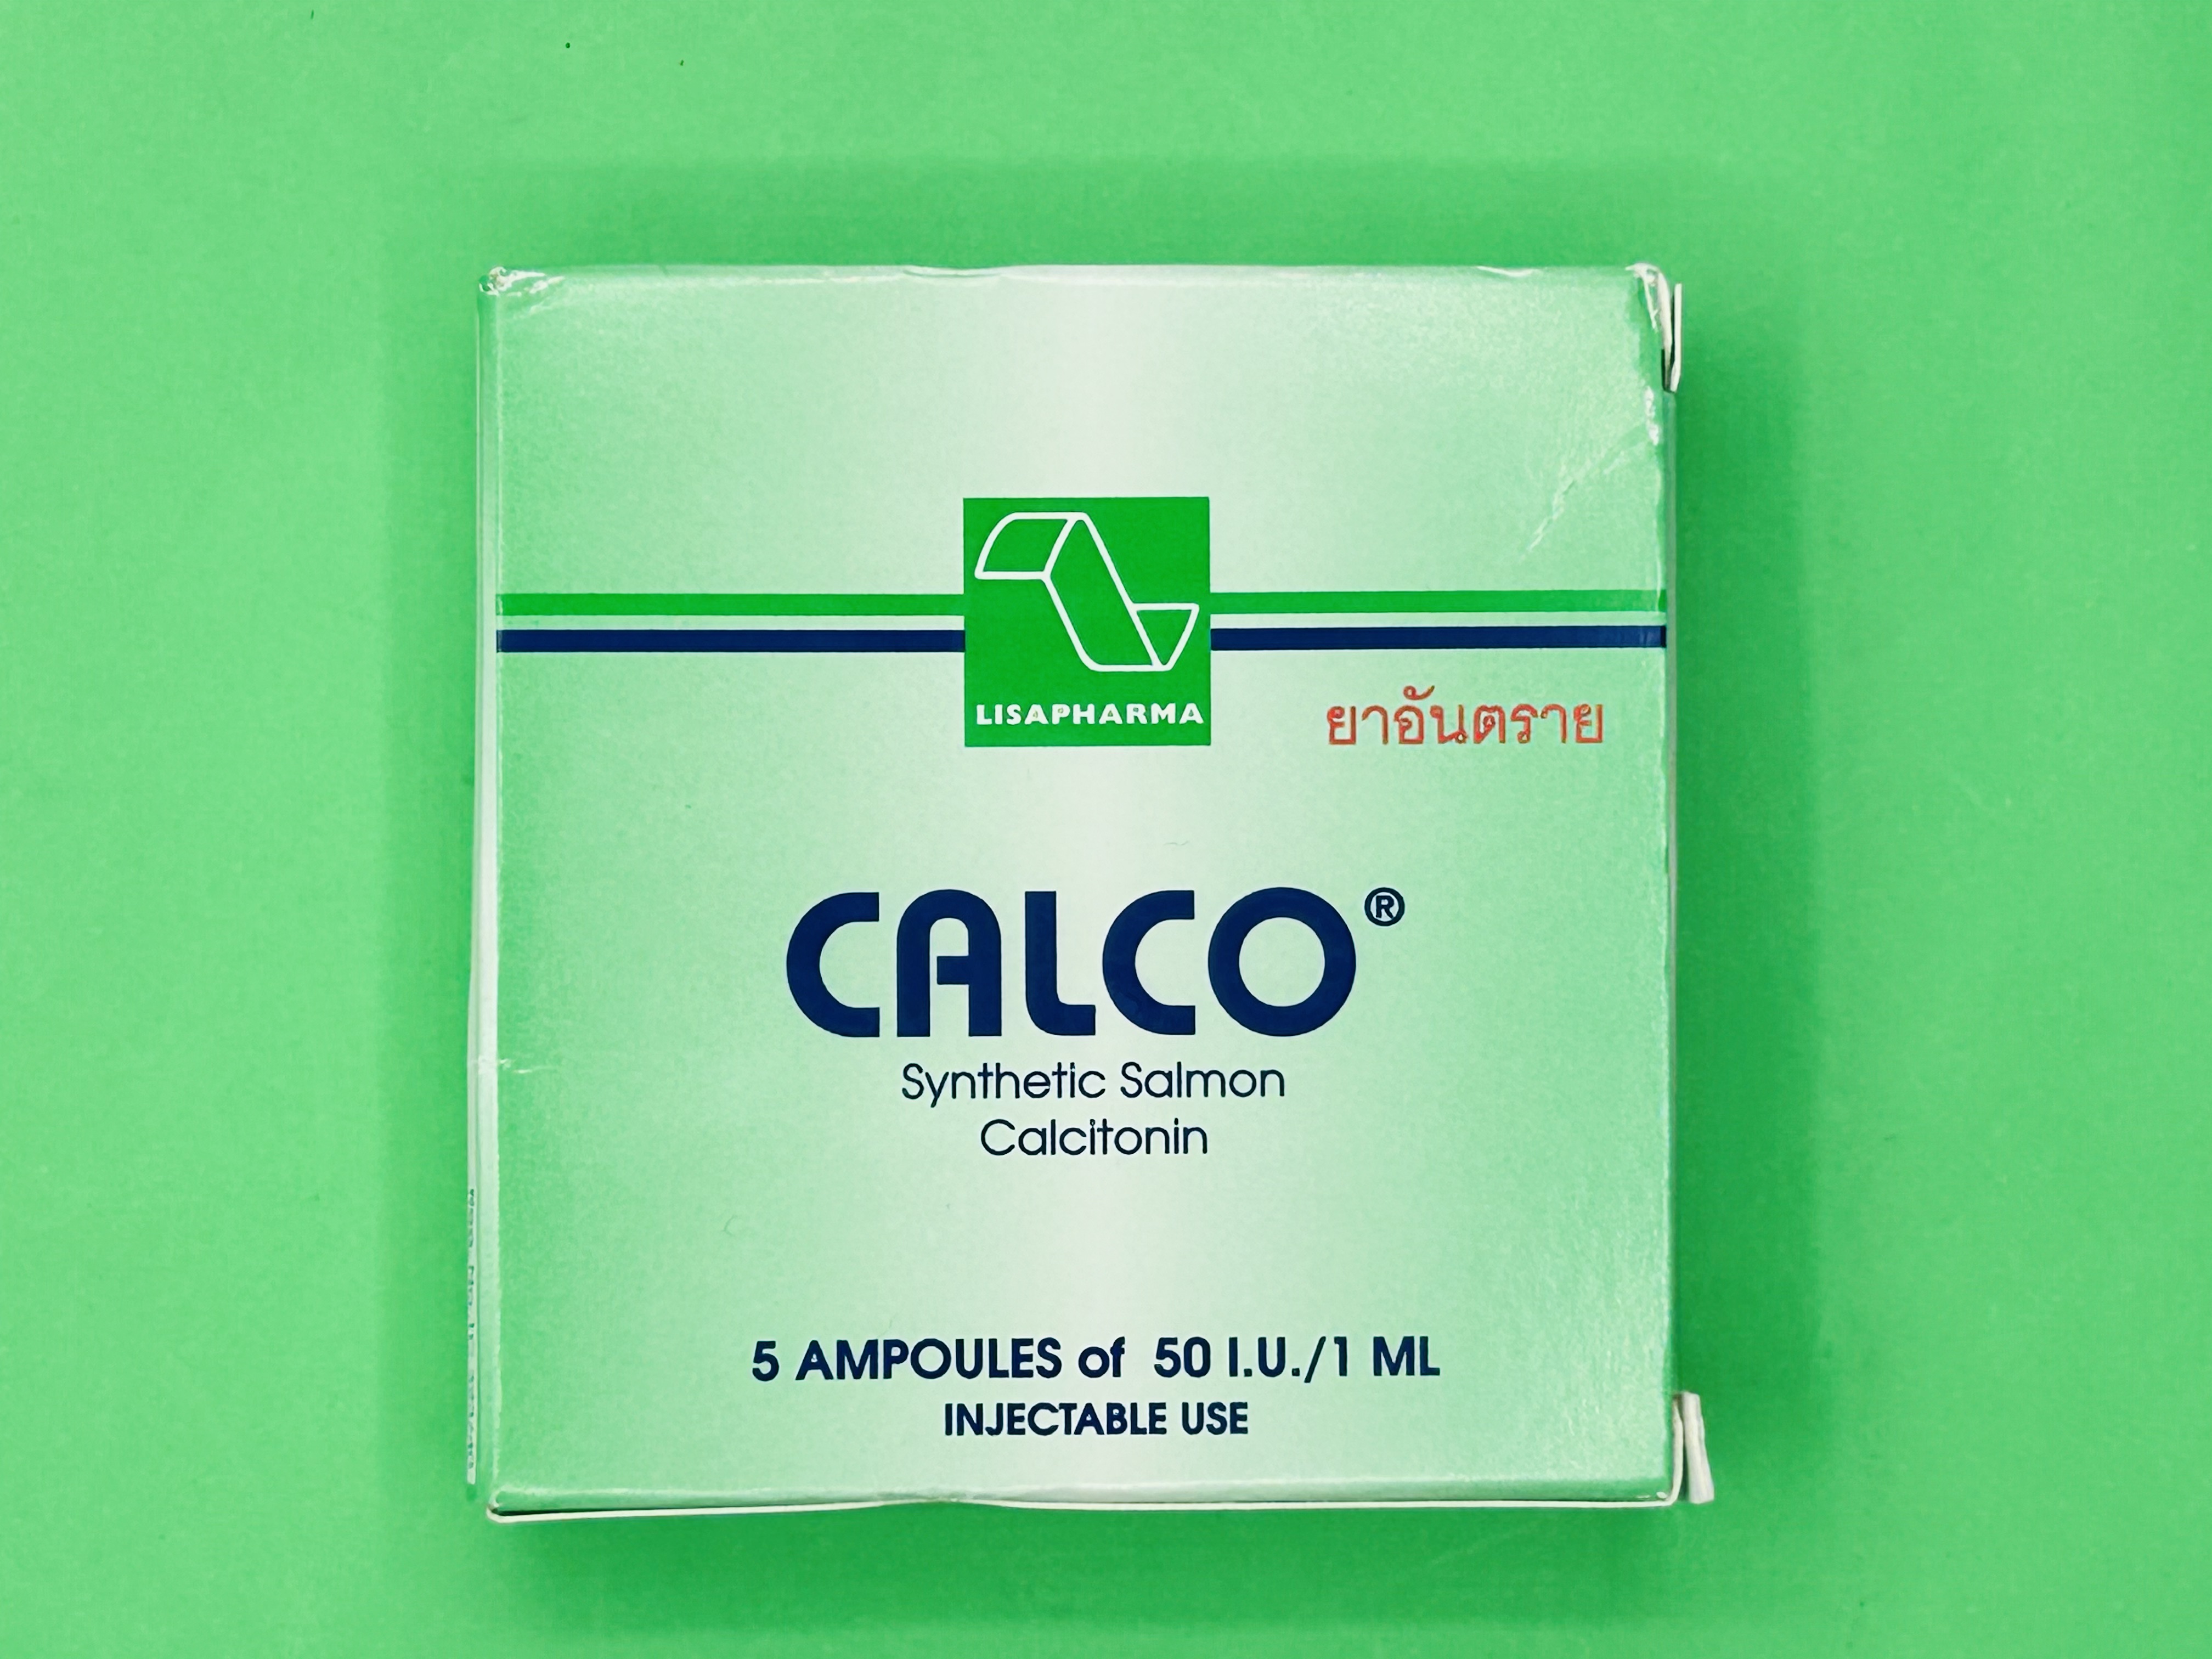 LISAPHARMA
ยาอันตราย
CALCO®
Synthetic Salmon
Calcitonin
5 AMPOULES of 50 I.U./1 ML
INJECTABLE USE